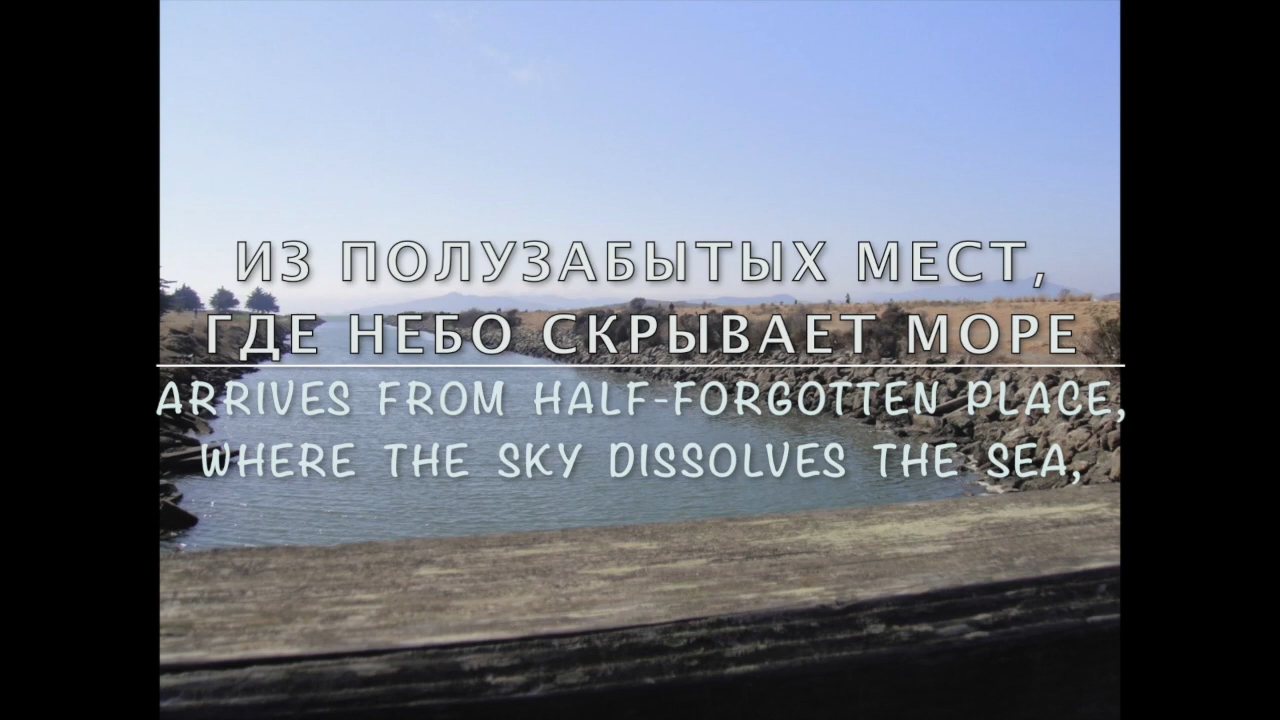 ИЗ ПОЛУЗАБЫТЫХ МЕСТ,
ГДЕ НЕБО СКРЫВАЕТ МОРЕ
ARRIVES FROM HALF-FORGOTTEN PLACE,
WHERE THE SKY DISSOLVES THE SEA,